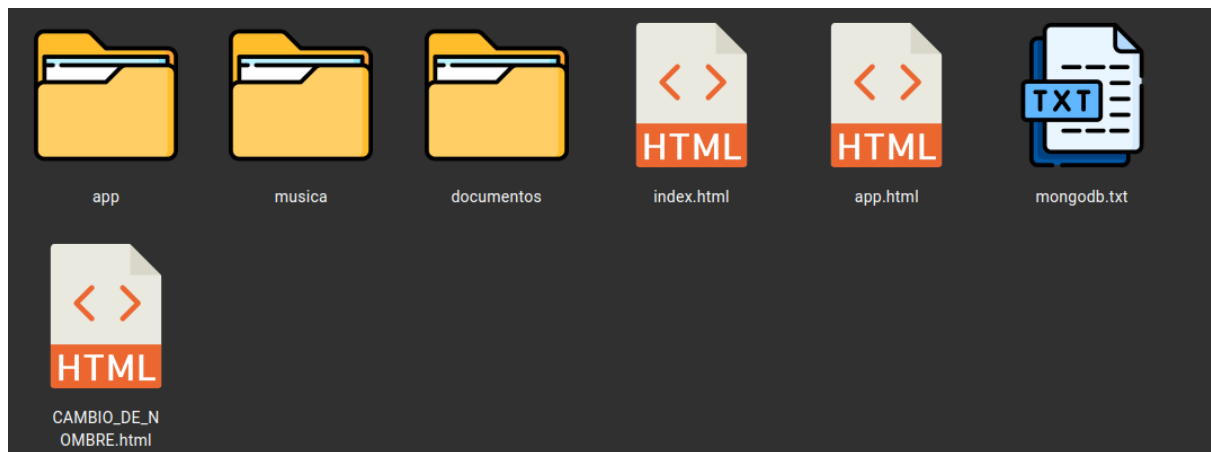 HTML
HTML
TXT
app
musica
documentos
index.html
app.html
mongodb.txt
HTML
CAMBIO_DE_N
OMBRE.html